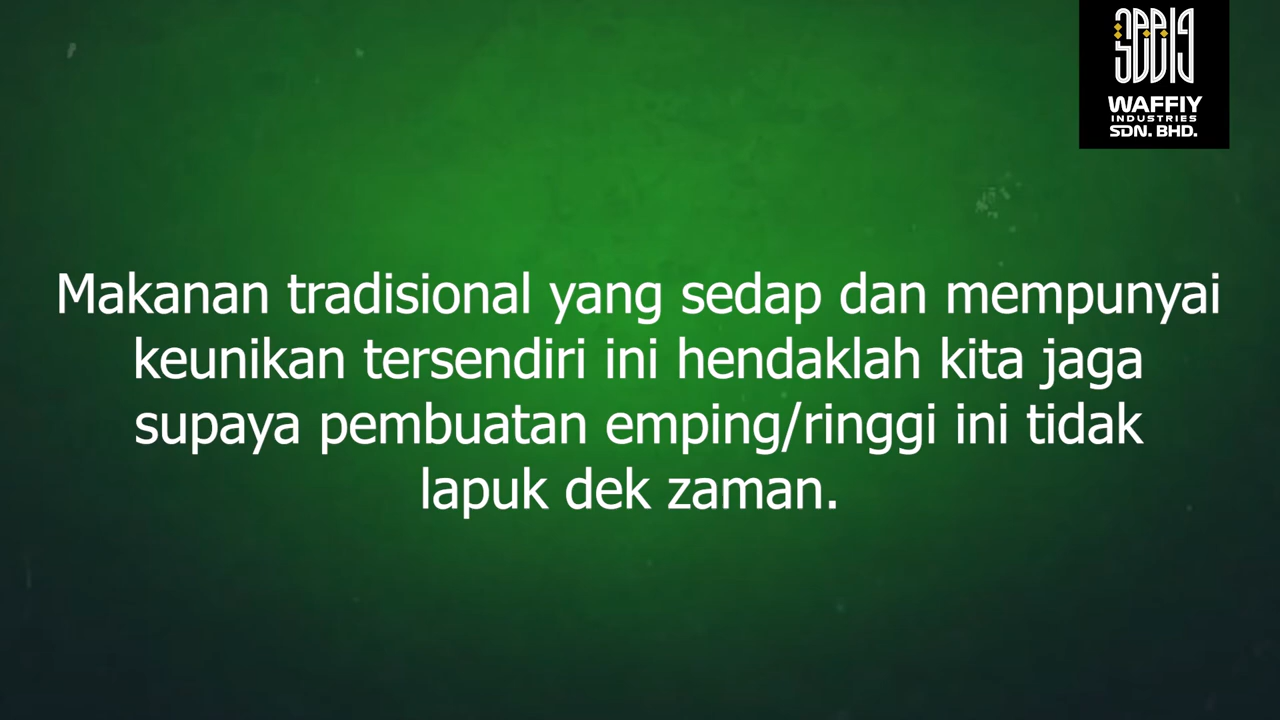 WAFFIY
INDUSTRIES
SDN. BHD.
Makanan tradisional yang sedap dan mempunyai
keunikan tersendiri ini hendaklah kita jaga
supaya pembuatan emping/ringgi ini tidak
lapuk dek zaman.